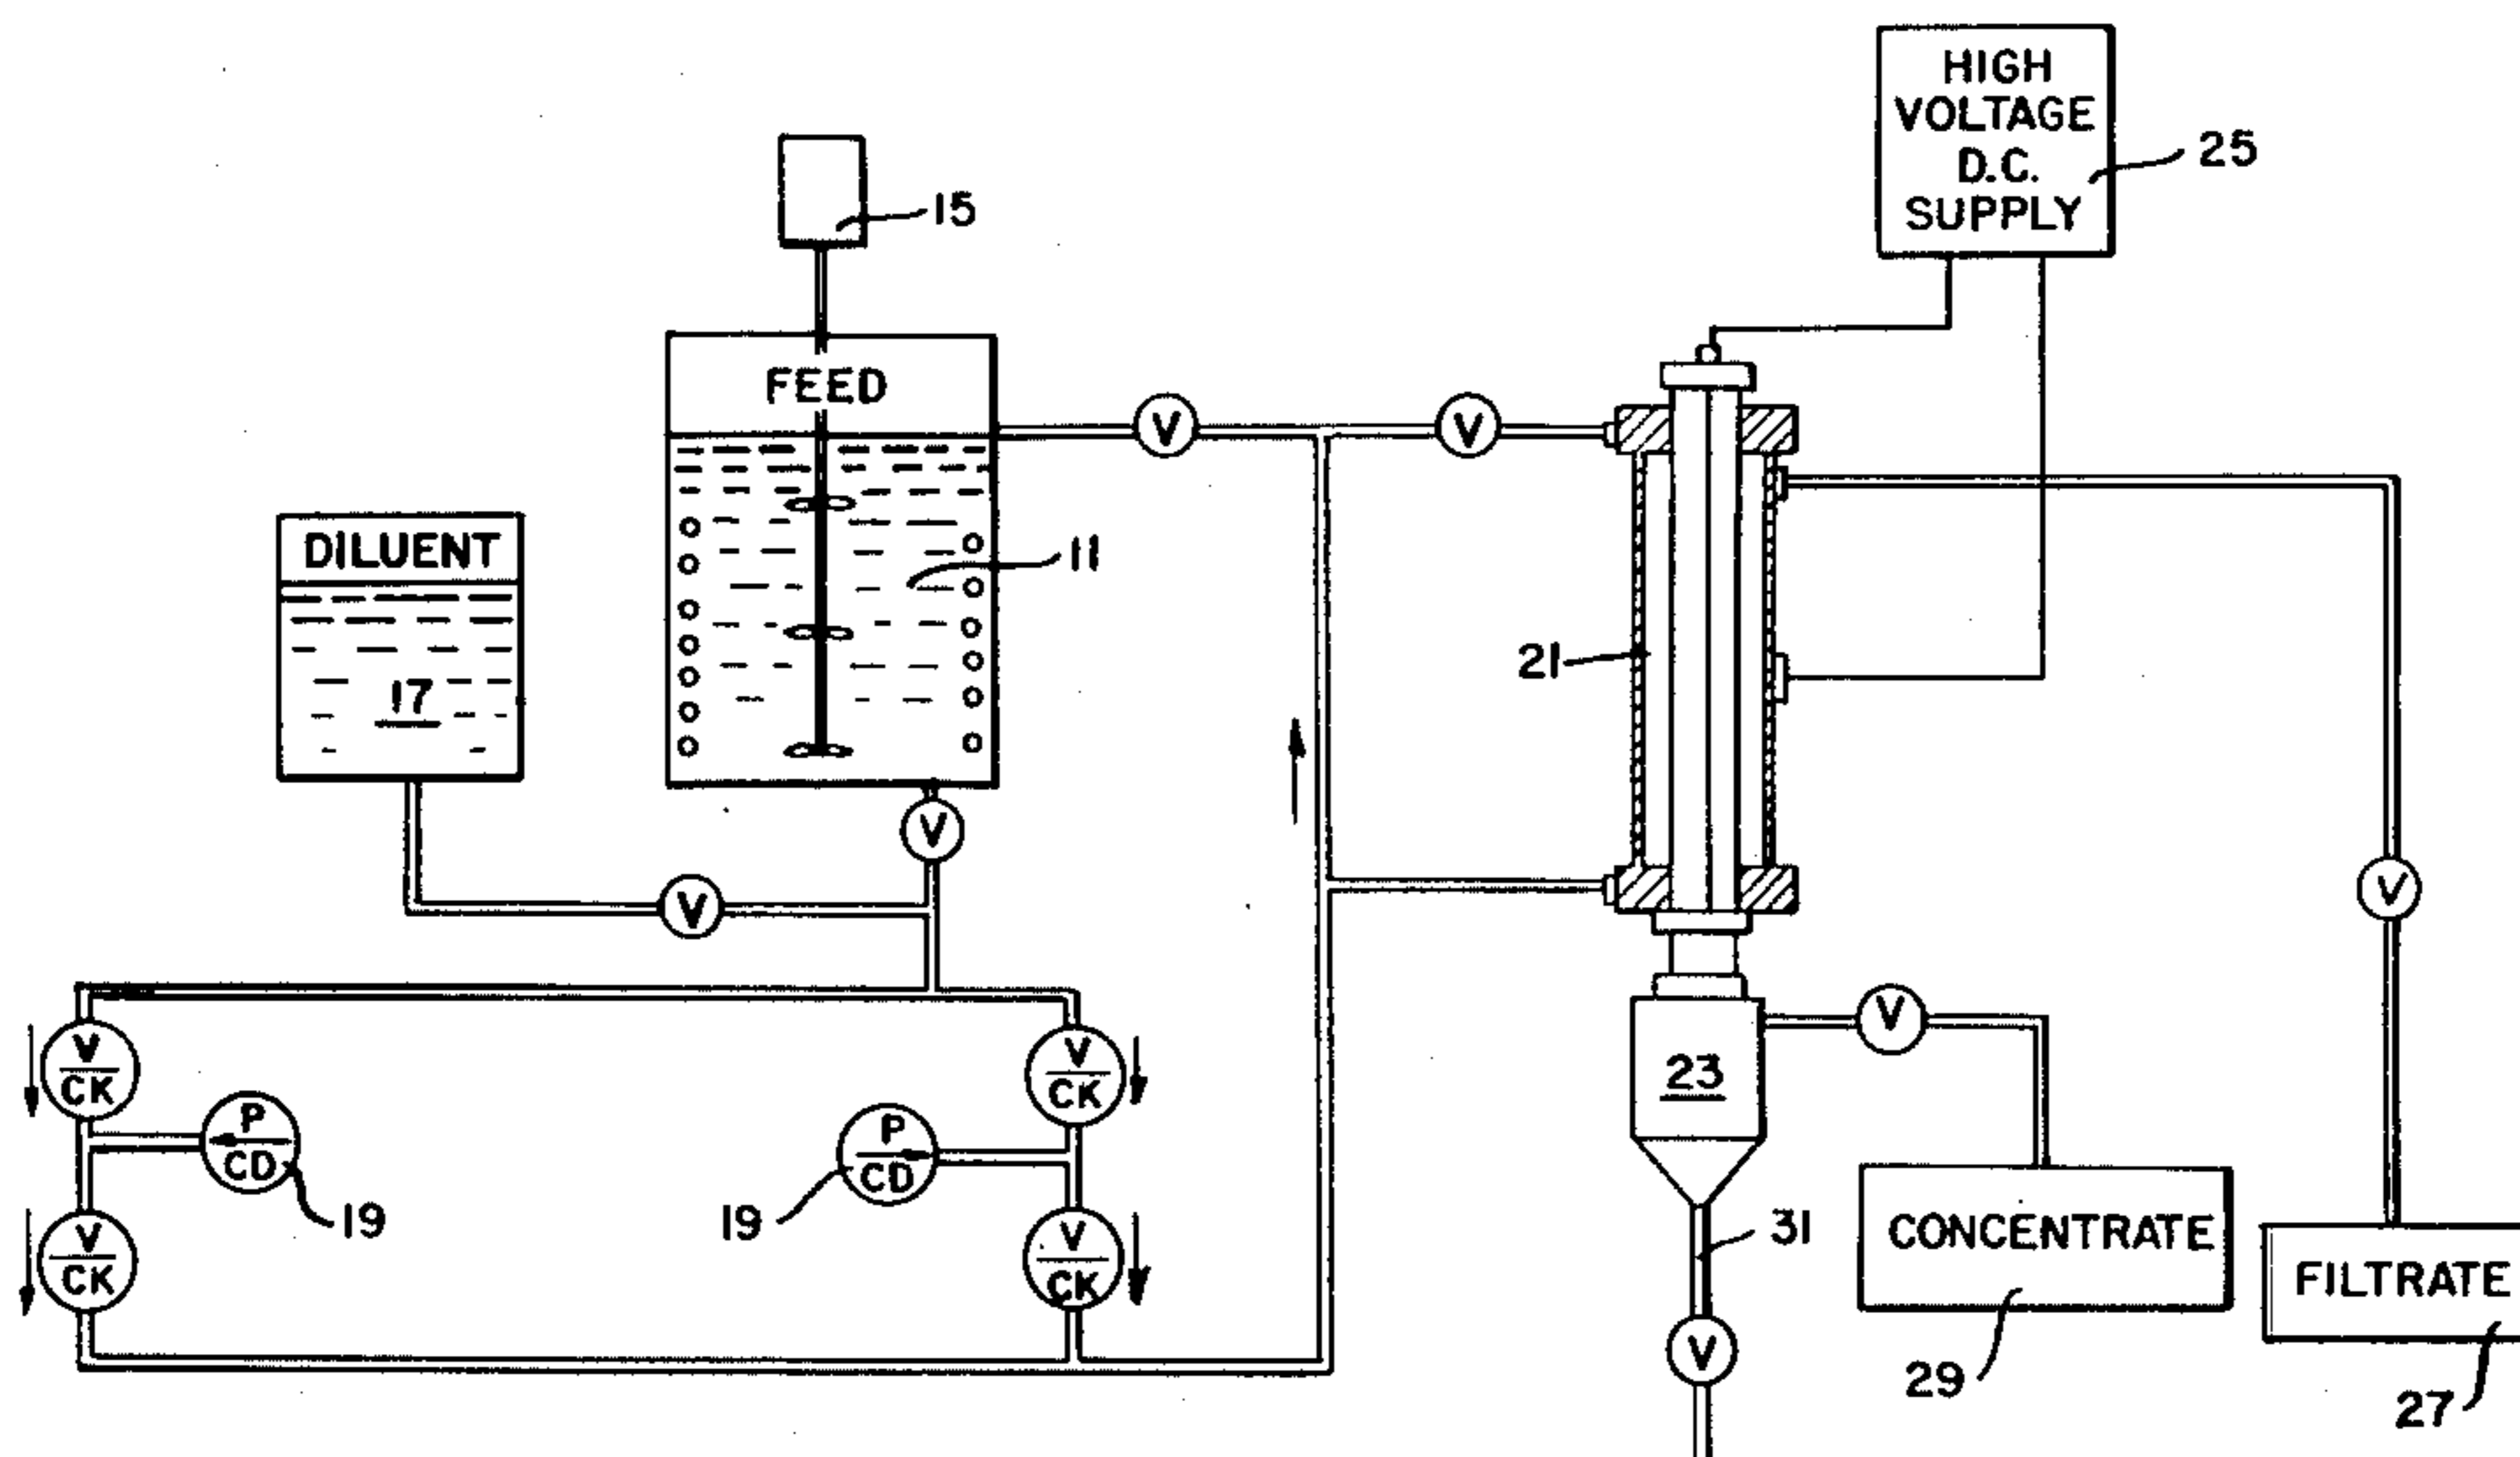 HIGH
VOLTAGE
D.C.
SUPPLY
25
15
FEED
V
V
DILUENT
11
17
21
V
V
V
V
V
CK
V
CK
23
P
CD
P
CD
19
19
31
CONCENTRATE
V
CK
V
CK
FILTRATE
V
29
27